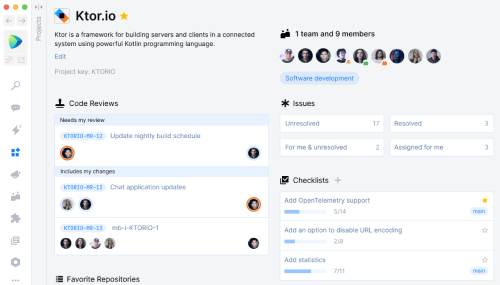 Projects
Ktor.io
Ktor is a framework for building servers and clients in a connected
system using powerful Kotlin programming language.
Edit
Project key: KTORIO
1 team and 9 members
Software development
Code Reviews
Needs my review
KTORIO-MR-12 Update nightly build schedule
Includes my changes
KTORIO-MR-13 Chat application updates
KTORIO-MR-13 mb-i-KTORIO-1
Favorite Repositories
Issues
Unresolved 17
Resolved 3
For me & unresolved 2
Assigned for me 3
Checklists
Add OpenTelemetry support
5/14 main
Add an option to disable URL encoding
2/8
Add statistics
7/11 main